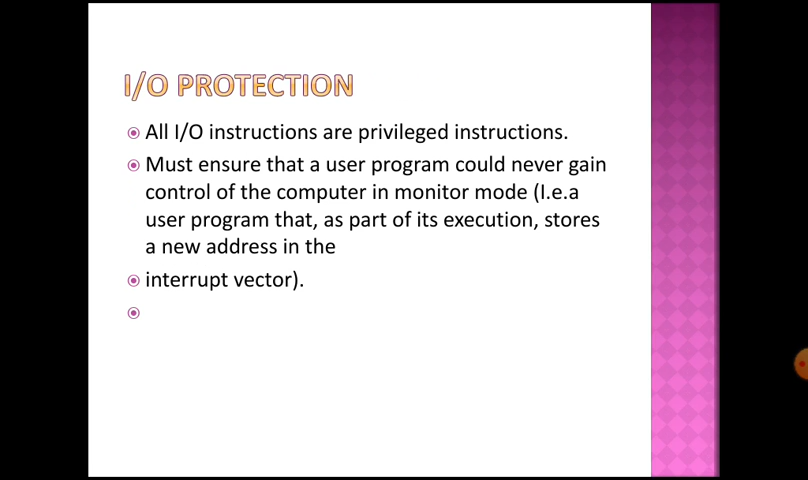 I/O PROTECTION
All I/O instructions are privileged instructions.
Must ensure that a user program could never gain
control of the computer in monitor mode (I.e.a
user program that, as part of its execution, stores
a new address in the
interrupt vector).